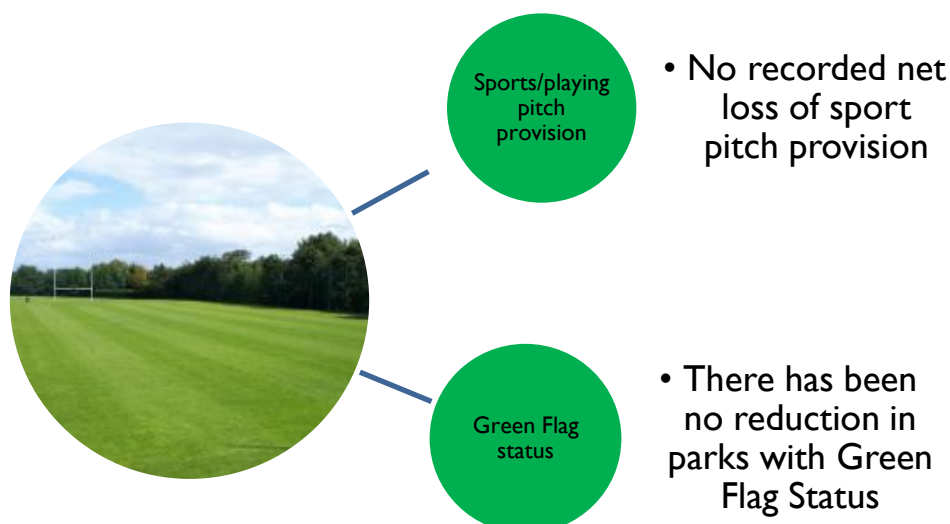 Sports/playing
pitch
provision
• No recorded net
loss of sport
pitch provision
Green Flag
status
• There has been
no reduction in
parks with Green
Flag Status